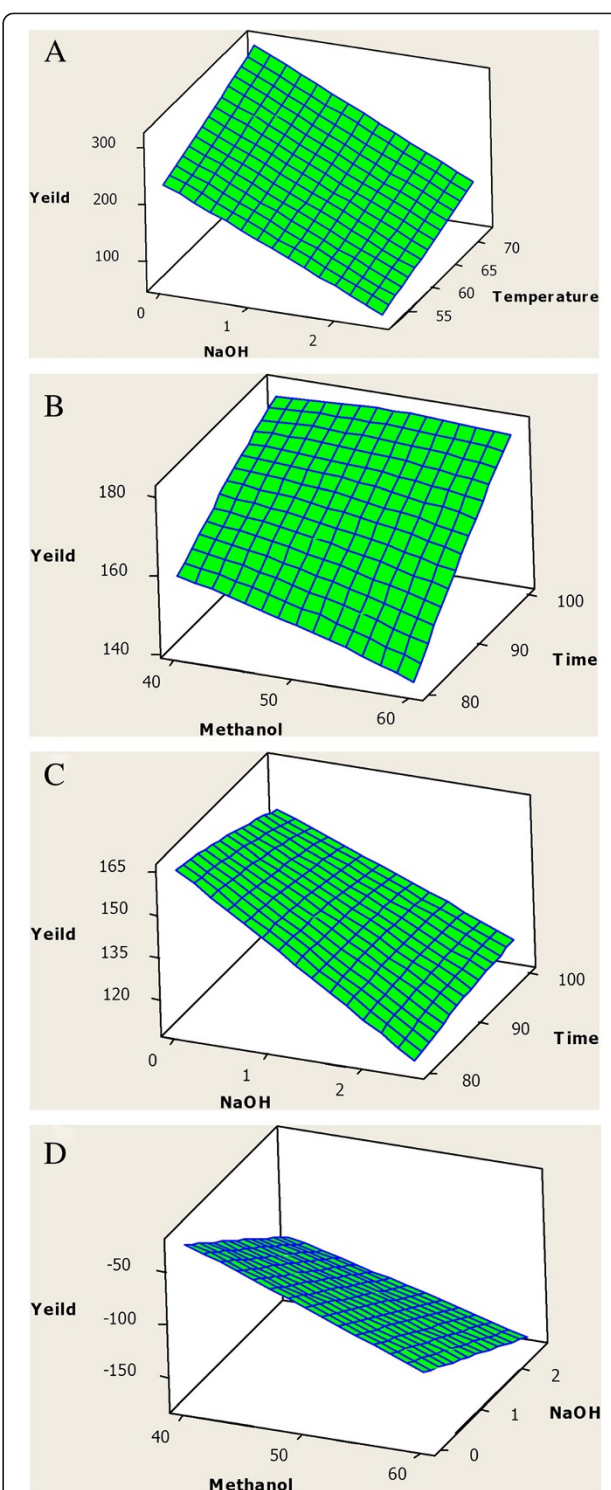 A
300
Yeild 200
100
0 1 2
NaOH
70
65
60
55
Temperature
B
180
Yeild
160
140
40 50 60
Methanol
100
90
80
Time
C
165
150
Yeild
135
120
0 1 2
NaOH
100
90
80
Time
D
-50
Yeild
-100
-150
40 50 60
Methanol
2
1
0
NaOH